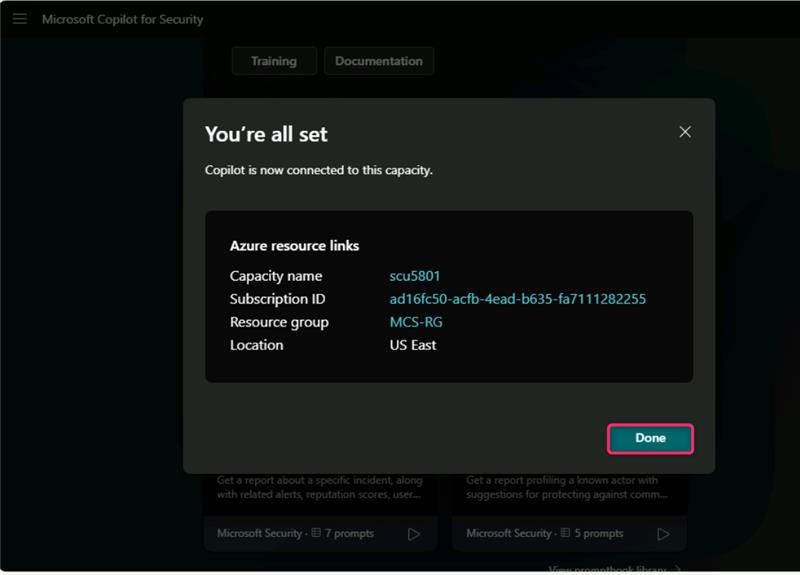 Microsoft Copilot for Security
Training Documentation
You're all set
Copilot is now connected to this capacity.
Azure resource links
Capacity name scu5801
Subscription ID ad16fc50-acfb-4ead-b635-fa7111282255
Resource group MCS-RG
Location US East
Done
Get a report about a specific incident, along
with related alerts, reputation scores, user...
Microsoft Security · 7 prompts
Get a report profiling a known actor with
suggestions for protecting against comm...
Microsoft Security · 5 prompts
View promptbook library →